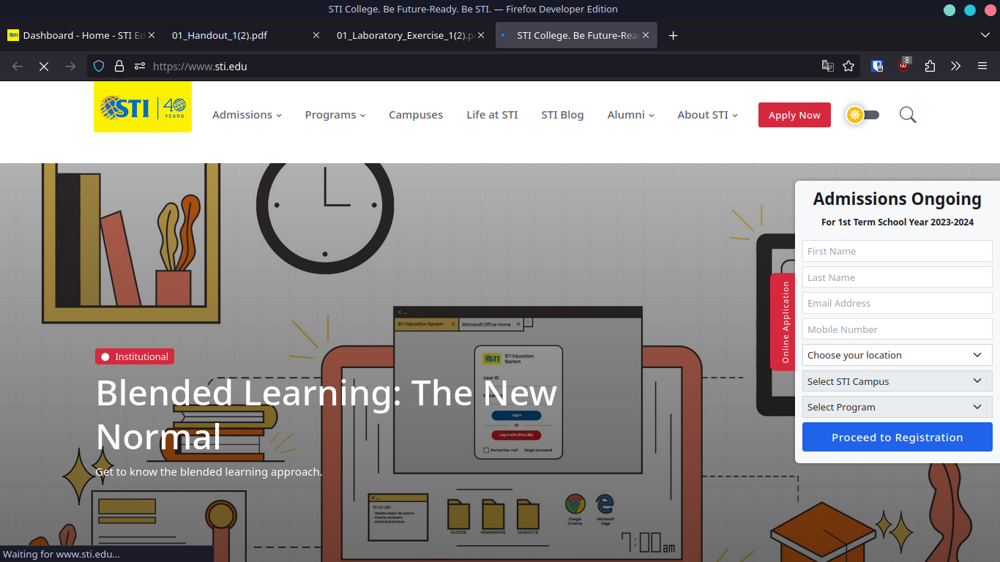 STI College. Be Future-Ready. Be STI. — Firefox Developer Edition
Dashboard - Home - STI Ed
01_Handout_1(2).pdf
01_Laboratory_Exercise_1(2).p
STI College. Be Future-Rea
https://www.sti.edu
8
STI 40 YEARS
Admissions
Programs
Campuses
Life at STI
STI Blog
Alumni
About STI
Apply Now
Admissions Ongoing
For 1st Term School Year 2023-2024
First Name
Last Name
Email Address
Mobile Number
Choose your location
Select STI Campus
Select Program
Proceed to Registration
Online Application
STI Education System
Microsoft Office Home
STI
STI Education
System
User ID
Log in
or
Log in with Office 365
Remember me? Forgot password
Institutional
Blended Learning: The New
Normal
Get to know the blended learning approach.
TO-DO LIST:
- Review notes for exams
- Create reviewers
- Avoid distractions
QUIZZES
HOMEWORKS
HANDOUTS
Google
Chrome
Microsoft
Edge
7:00am
Waiting for www.sti.edu…